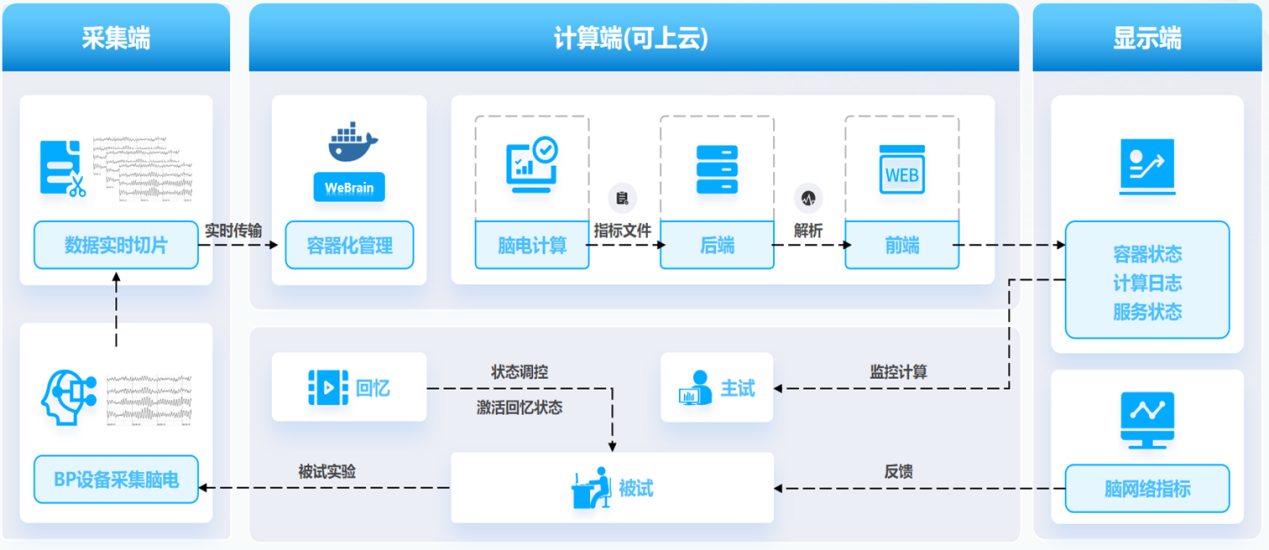 采集端
计算端(可上云)
显示端
WeBrain
WEB
数据实时切片
实时传输
容器化管理
脑电计算
指标文件
后端
解析
前端
容器状态
计算日志
服务状态
回忆
状态调控
激活回忆状态
主试
监控计算
BP设备采集脑电
被试实验
被试
反馈
脑网络指标